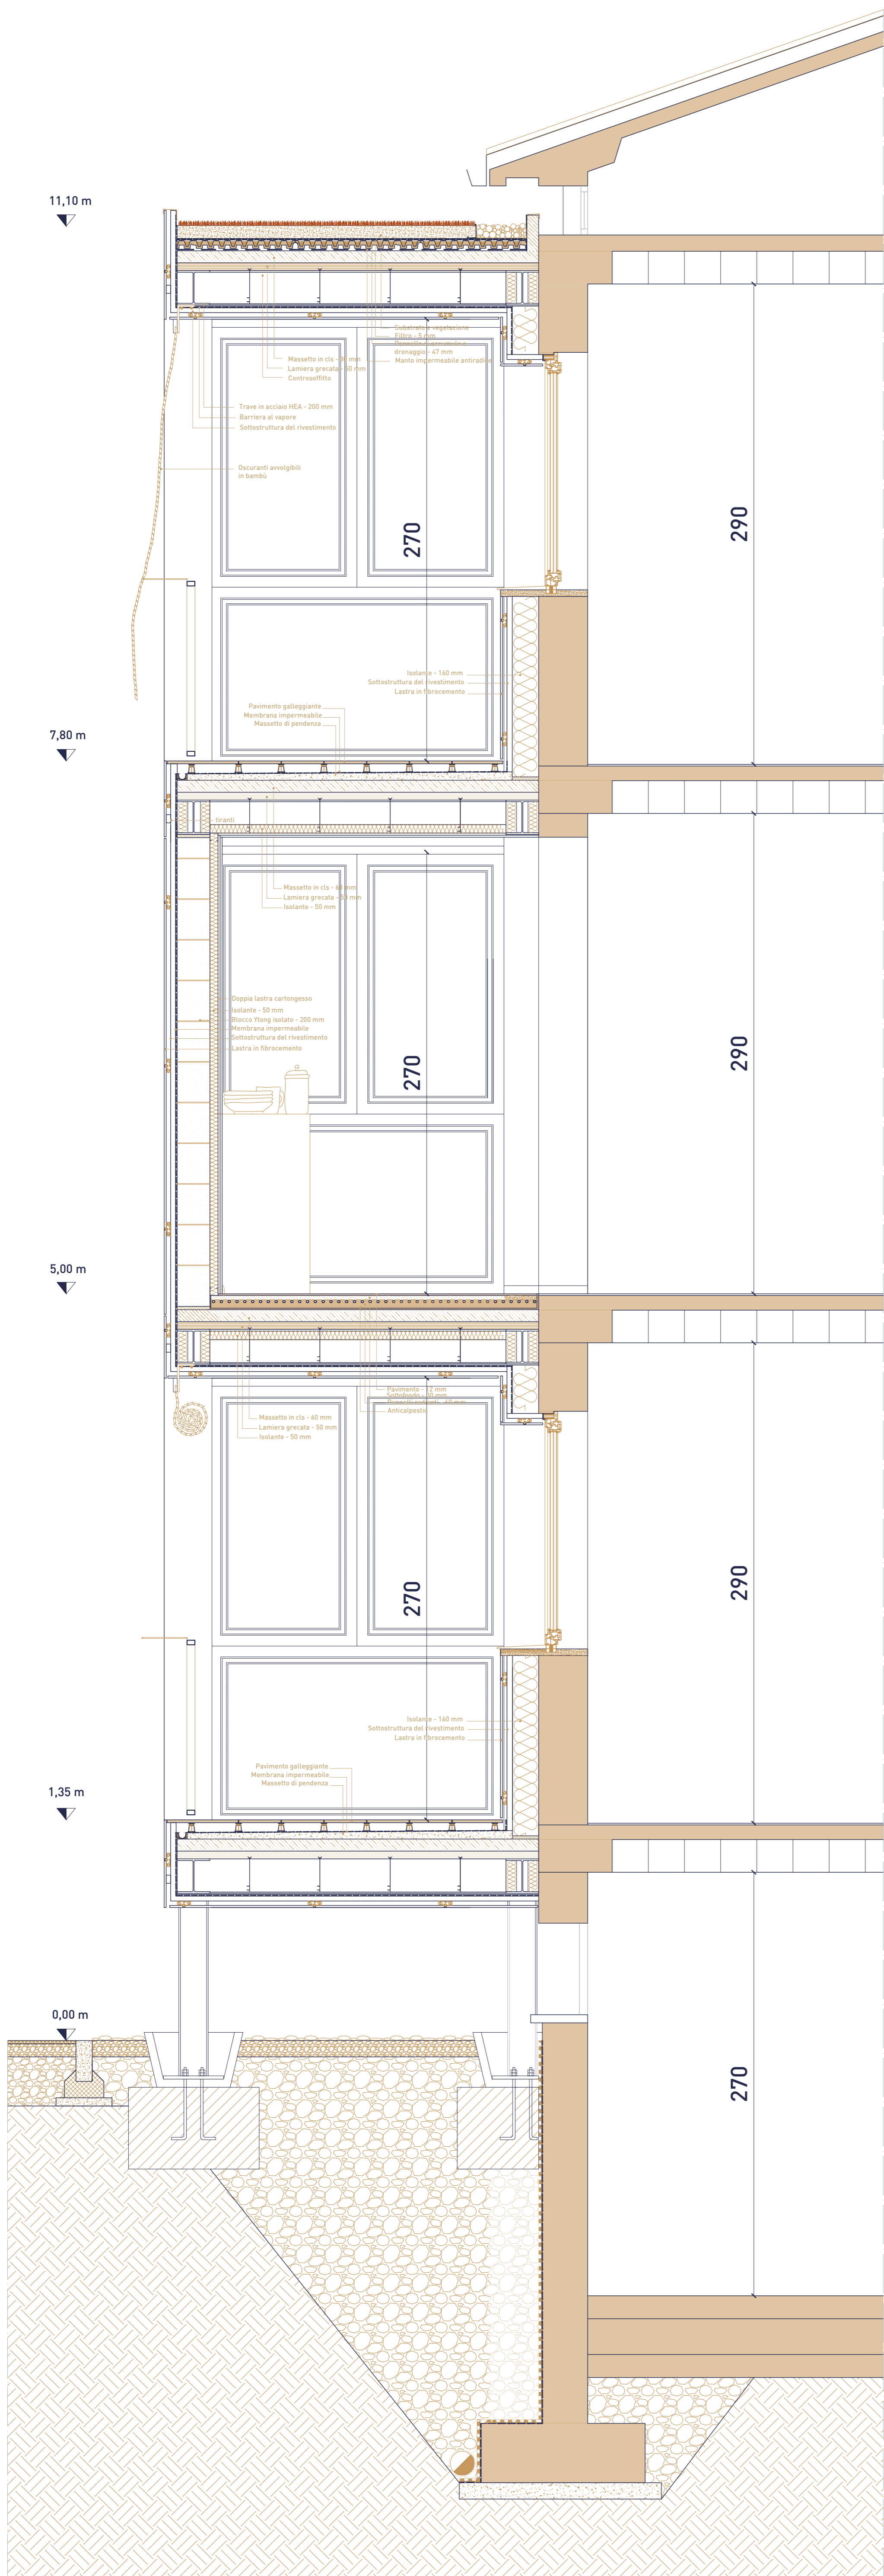 11,10 m
Substrato e vegetazione
Filtro - 5 mm
drenaggio - 47 mm
Manto impermeabile antiradice
Massetto in cls - mm
Lamiera grecata - 50 mm
Controsoffitto
Trave in acciaio HEA - 200 mm
Barriera al vapore
Sottostruttura del rivestimento
Oscuranti avvolgibili
in bambù
270
290
Isolante - 160 mm
Sottostruttura del rivestimento
Lastra in fibrocemento
Pavimento galleggiante
Membrana impermeabile
Massetto di pendenza
7,80 m
tiranti
Massetto in cls - 60 mm
Lamiera grecata - 50 mm
Isolante - 50 mm
Doppia lastra cartongesso
Isolante - 50 mm
Blocco Ytong isolato - 200 mm
Membrana impermeabile
Sottostruttura del rivestimento
Lastra in fibrocemento
270
290
5,00 m
Pavimento - 12 mm
Sottofondo - mm
Pannelli radianti - 60 mm
Anticalpestio
Massetto in cls - 60 mm
Lamiera grecata - 50 mm
Isolante - 50 mm
270
290
Isolante - 160 mm
Sottostruttura del rivestimento
Lastra in fibrocemento
Pavimento galleggiante
Membrana impermeabile
Massetto di pendenza
1,35 m
0,00 m
270